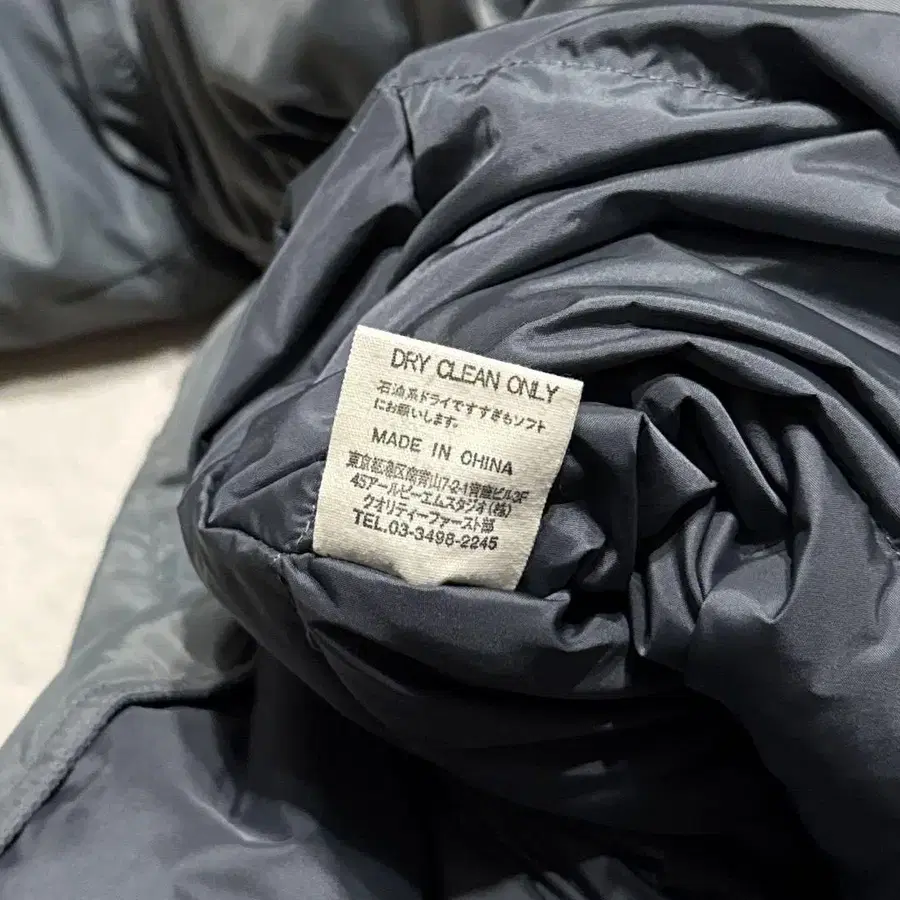 DRY CLEAN ONLY
石油系ドライですすぎもソフト
にお願いします。
MADE IN CHINA
東京都港区南青山7-2-1青南ビル3F
45アールピーエムスタジオ(株)
クオリティーファースト部
TEL.03-3498-2245